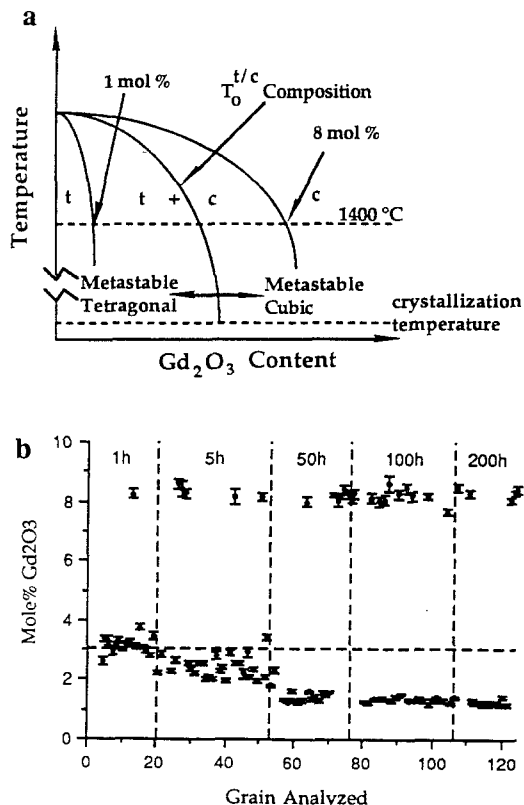 a
T₀ t/c Composition
1 mol %
8 mol %
Temperature
t
t + c
c
1400 °C
Metastable Tetragonal
Metastable Cubic
crystallization temperature
Gd₂O₃ Content
b
10
8
6
4
2
0
1h
5h
50h
100h
200h
Mole% Gd2O3
0
20
40
60
80
100
120
Grain Analyzed